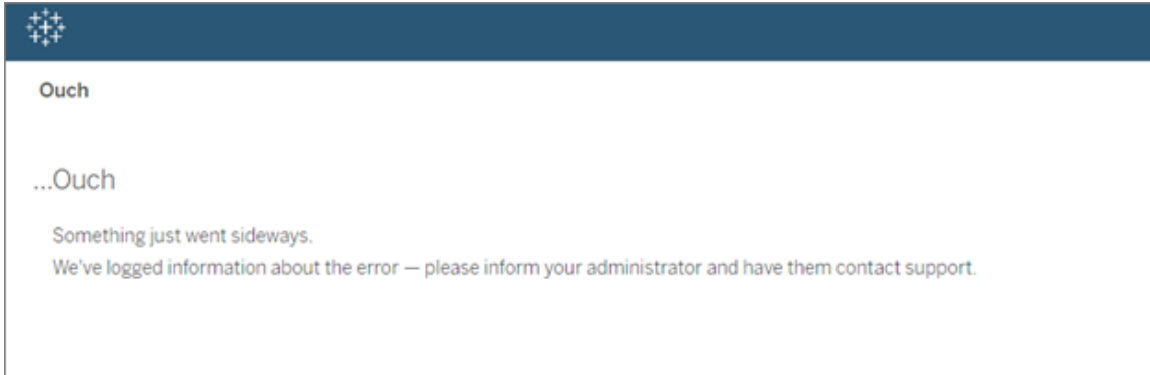 Ouch
...Ouch
Something just went sideways.
We've logged information about the error — please inform your administrator and have them contact support.